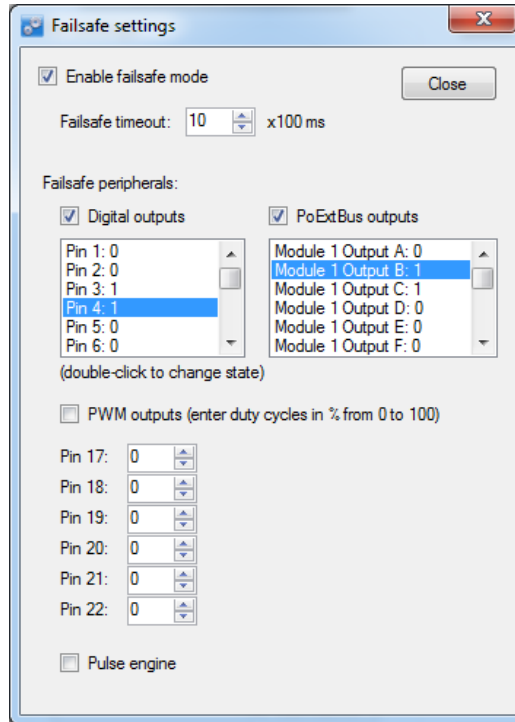 Failsafe settings
Enable failsafe mode
Close
Failsafe timeout: 10 x100 ms
Failsafe peripherals:
Digital outputs
PoExtBus outputs
Pin 1: 0
Pin 2: 0
Pin 3: 1
Pin 4: 1
Pin 5: 0
Pin 6: 0
Module 1 Output A: 0
Module 1 Output B: 1
Module 1 Output C: 1
Module 1 Output D: 0
Module 1 Output E: 0
Module 1 Output F: 0
(double-click to change state)
PWM outputs (enter duty cycles in % from 0 to 100)
Pin 17: 0
Pin 18: 0
Pin 19: 0
Pin 20: 0
Pin 21: 0
Pin 22: 0
Pulse engine